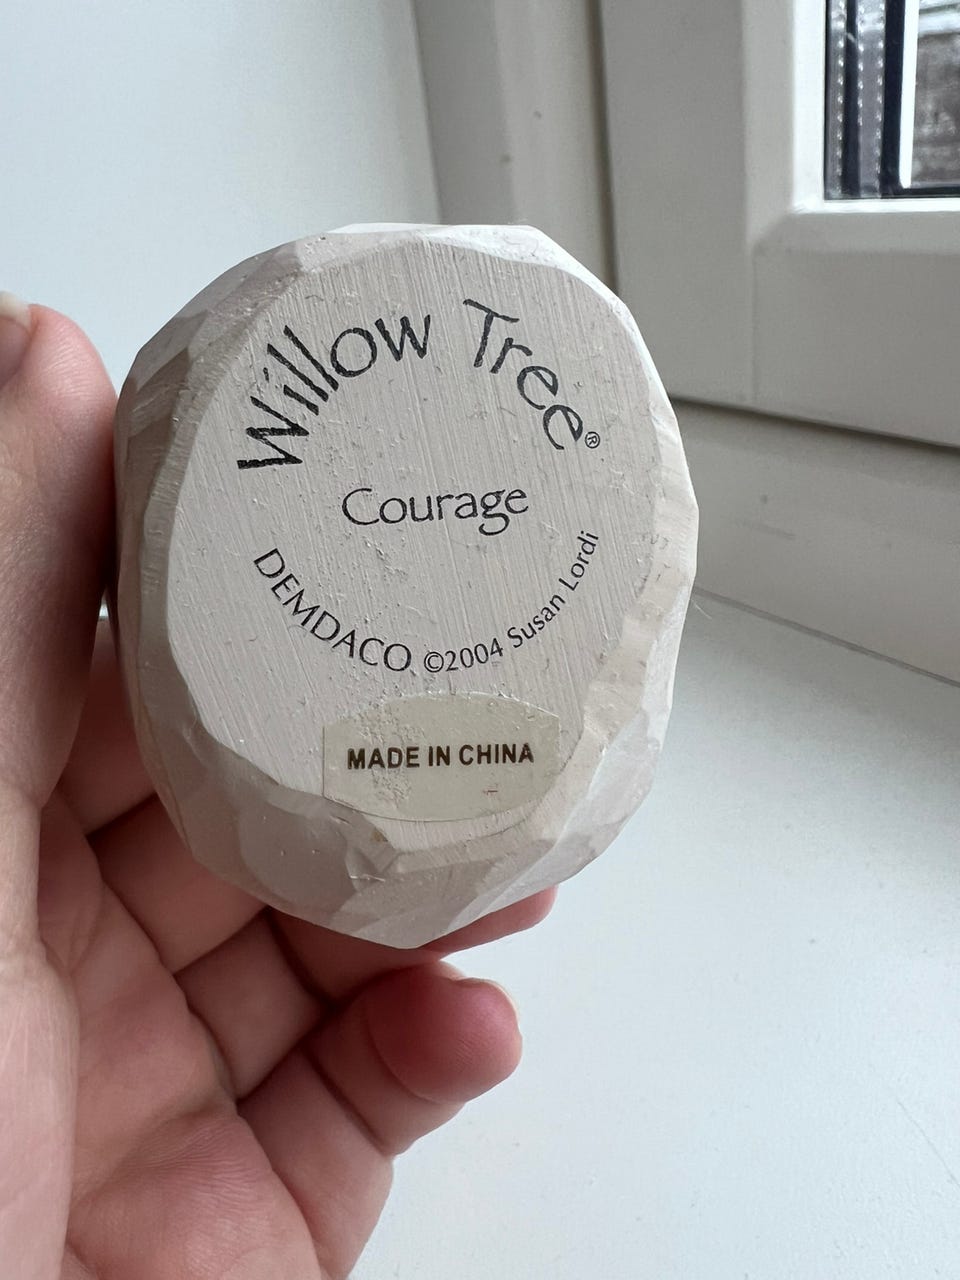 Willow Tree®
Courage
DEMDACO ©2004 Susan Lordi
MADE IN CHINA